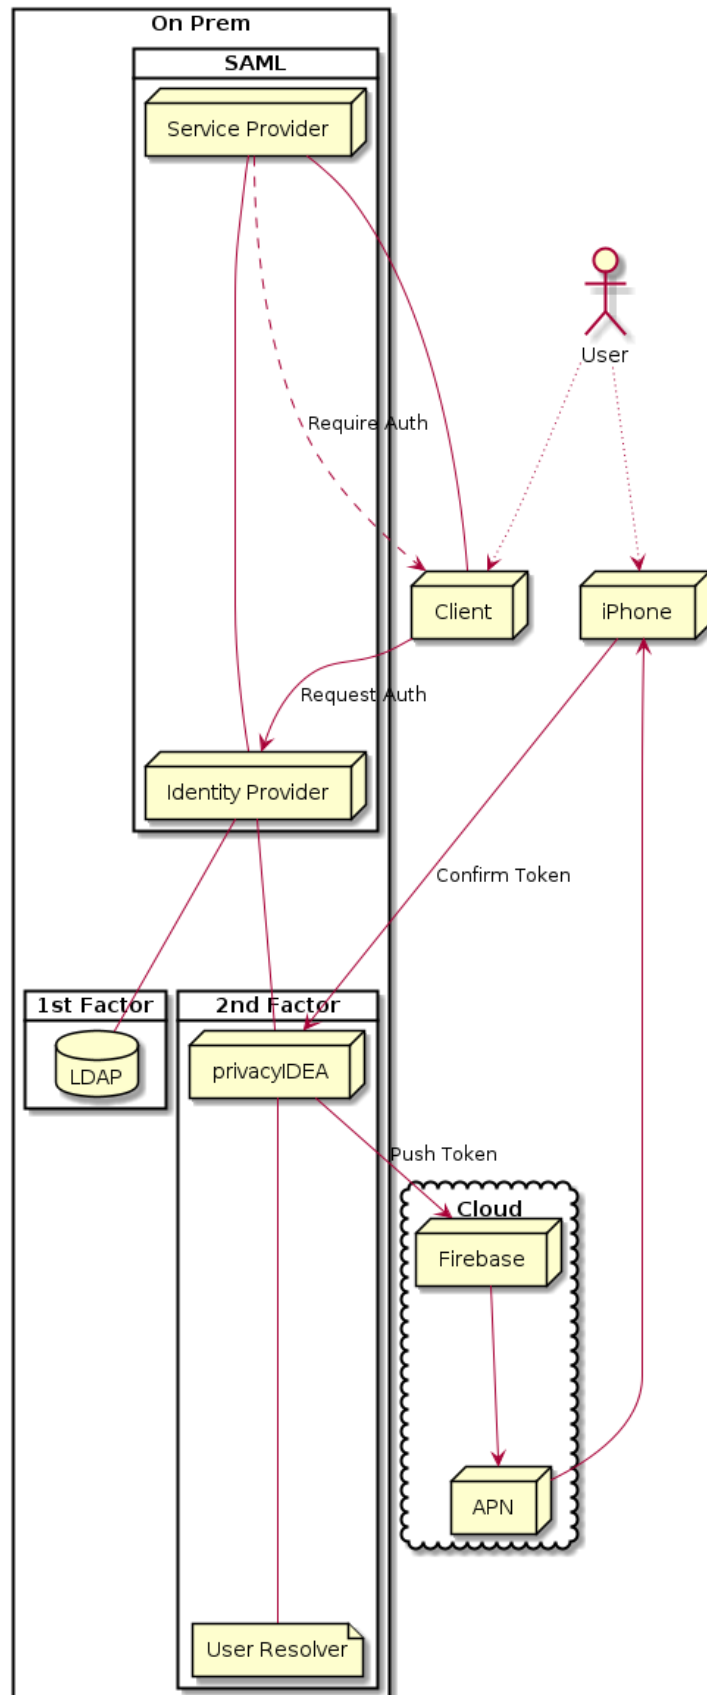 On Prem
SAML
Service Provider
User
Require Auth
Client
iPhone
Request Auth
Identity Provider
Confirm Token
1st Factor
2nd Factor
LDAP
privacyIDEA
Push Token
Cloud
Firebase
APN
User Resolver